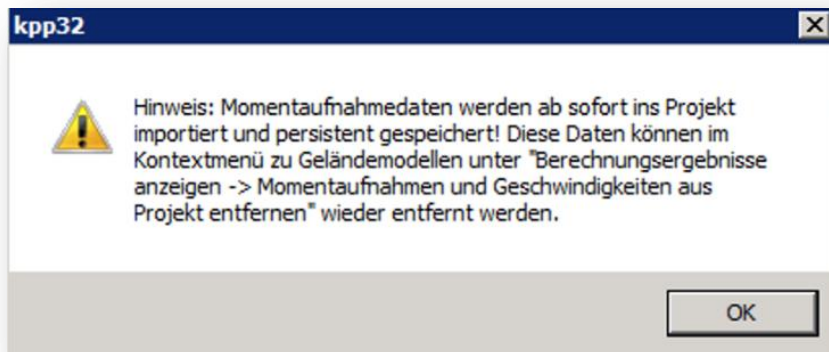 kpp32
Hinweis: Momentaufnahmedaten werden ab sofort ins Projekt
importiert und persistent gespeichert! Diese Daten können im
Kontextmenü zu Geländemodellen unter "Berechnungsergebnisse
anzeigen -> Momentaufnahmen und Geschwindigkeiten aus
Projekt entfernen" wieder entfernt werden.
OK